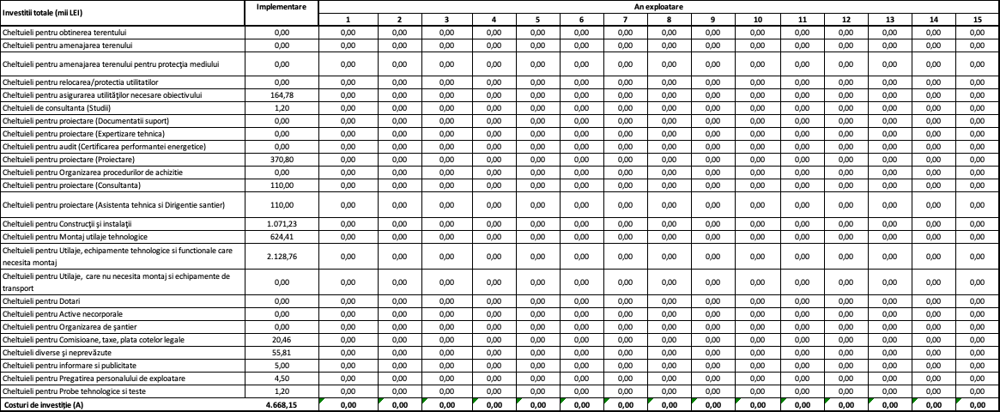 Investitii totale (mii LEI) Implementare An exploatare
1 2 3 4 5 6 7 8 9 10 11 12 13 14 15
Cheltuieli pentru obtinerea terentului 0,00 0,00 0,00 0,00 0,00 0,00 0,00 0,00 0,00 0,00 0,00 0,00 0,00 0,00 0,00 0,00
Cheltuieli pentru amenajarea terenului 0,00 0,00 0,00 0,00 0,00 0,00 0,00 0,00 0,00 0,00 0,00 0,00 0,00 0,00 0,00 0,00
Cheltuieli pentru amenajarea terenului pentru protecţia mediului 0,00 0,00 0,00 0,00 0,00 0,00 0,00 0,00 0,00 0,00 0,00 0,00 0,00 0,00 0,00 0,00
Cheltuieli pentru relocarea/protectia utilitatilor 0,00 0,00 0,00 0,00 0,00 0,00 0,00 0,00 0,00 0,00 0,00 0,00 0,00 0,00 0,00 0,00
Cheltuieli pentru asigurarea utilităţilor necesare obiectivului 164,78 0,00 0,00 0,00 0,00 0,00 0,00 0,00 0,00 0,00 0,00 0,00 0,00 0,00 0,00 0,00
Cheltuieli de consultanta (Studii) 1,20 0,00 0,00 0,00 0,00 0,00 0,00 0,00 0,00 0,00 0,00 0,00 0,00 0,00 0,00 0,00
Cheltuieli pentru proiectare (Documentatii suport) 0,00 0,00 0,00 0,00 0,00 0,00 0,00 0,00 0,00 0,00 0,00 0,00 0,00 0,00 0,00 0,00
Cheltuieli pentru proiectare (Expertizare tehnica) 0,00 0,00 0,00 0,00 0,00 0,00 0,00 0,00 0,00 0,00 0,00 0,00 0,00 0,00 0,00 0,00
Cheltuieli pentru audit (Certificarea performantei energetice) 0,00 0,00 0,00 0,00 0,00 0,00 0,00 0,00 0,00 0,00 0,00 0,00 0,00 0,00 0,00 0,00
Cheltuieli pentru proiectare (Proiectare) 370,80 0,00 0,00 0,00 0,00 0,00 0,00 0,00 0,00 0,00 0,00 0,00 0,00 0,00 0,00 0,00
Cheltuieli pentru Organizarea procedurilor de achizitie 0,00 0,00 0,00 0,00 0,00 0,00 0,00 0,00 0,00 0,00 0,00 0,00 0,00 0,00 0,00 0,00
Cheltuieli pentru proiectare (Consultanta) 110,00 0,00 0,00 0,00 0,00 0,00 0,00 0,00 0,00 0,00 0,00 0,00 0,00 0,00 0,00 0,00
Cheltuieli pentru proiectare (Asistenta tehnica si Dirigentie santier) 110,00 0,00 0,00 0,00 0,00 0,00 0,00 0,00 0,00 0,00 0,00 0,00 0,00 0,00 0,00 0,00
Cheltuieli pentru Construcţii şi instalaţii 1.071,23 0,00 0,00 0,00 0,00 0,00 0,00 0,00 0,00 0,00 0,00 0,00 0,00 0,00 0,00 0,00
Cheltuieli pentru Montaj utilaje tehnologice 624,41 0,00 0,00 0,00 0,00 0,00 0,00 0,00 0,00 0,00 0,00 0,00 0,00 0,00 0,00 0,00
Cheltuieli pentru Utilaje, echipamente tehnologice si functionale care
necesita montaj 2.128,76 0,00 0,00 0,00 0,00 0,00 0,00 0,00 0,00 0,00 0,00 0,00 0,00 0,00 0,00 0,00
Cheltuieli pentru Utilaje, care nu necesita montaj si echipamente de
transport 0,00 0,00 0,00 0,00 0,00 0,00 0,00 0,00 0,00 0,00 0,00 0,00 0,00 0,00 0,00 0,00
Cheltuieli pentru Dotari 0,00 0,00 0,00 0,00 0,00 0,00 0,00 0,00 0,00 0,00 0,00 0,00 0,00 0,00 0,00 0,00
Cheltuieli pentru Active necorporale 0,00 0,00 0,00 0,00 0,00 0,00 0,00 0,00 0,00 0,00 0,00 0,00 0,00 0,00 0,00 0,00
Cheltuieli pentru Organizarea de şantier 0,00 0,00 0,00 0,00 0,00 0,00 0,00 0,00 0,00 0,00 0,00 0,00 0,00 0,00 0,00 0,00
Cheltuieli pentru Comisioane, taxe, plata cotelor legale 20,46 0,00 0,00 0,00 0,00 0,00 0,00 0,00 0,00 0,00 0,00 0,00 0,00 0,00 0,00 0,00
Cheltuieli diverse şi neprevăzute 55,81 0,00 0,00 0,00 0,00 0,00 0,00 0,00 0,00 0,00 0,00 0,00 0,00 0,00 0,00 0,00
Cheltuieli pentru informare si publicitate 5,00 0,00 0,00 0,00 0,00 0,00 0,00 0,00 0,00 0,00 0,00 0,00 0,00 0,00 0,00 0,00
Cheltuieli pentru Pregatirea personalului de exploatare 4,50 0,00 0,00 0,00 0,00 0,00 0,00 0,00 0,00 0,00 0,00 0,00 0,00 0,00 0,00 0,00
Cheltuieli pentru Probe tehnologice si teste 1,20 0,00 0,00 0,00 0,00 0,00 0,00 0,00 0,00 0,00 0,00 0,00 0,00 0,00 0,00 0,00
Costuri de investiție (A) 4.668,15 0,00 0,00 0,00 0,00 0,00 0,00 0,00 0,00 0,00 0,00 0,00 0,00 0,00 0,00 0,00